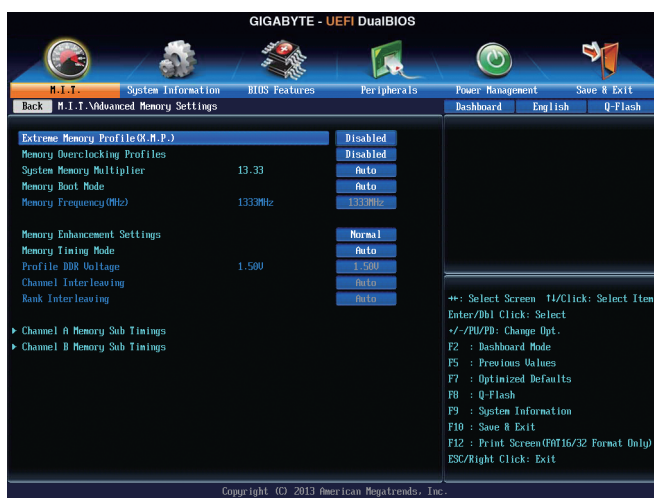 GIGABYTE - UEFI DualBIOS
M.I.T. System Information BIOS Features Peripherals Power Management Save & Exit
Back M.I.T.\Advanced Memory Settings Dashboard English Q-Flash
Extreme Memory Profile(X.M.P.) Disabled
Memory Overclocking Profiles Disabled
System Memory Multiplier 13.33 Auto
Memory Boot Mode Auto
Memory Frequency(MHz) 1333MHz 1333MHz
Memory Enhancement Settings Normal
Memory Timing Mode Auto
Profile DDR Voltage 1.50V 1.50V
Channel Interleaving Auto
Rank Interleaving Auto
Channel A Memory Sub Timings
Channel B Memory Sub Timings
→←: Select Screen ↑↓/Click: Select Item
Enter/Dbl Click: Select
+/-/PU/PD: Change Opt.
F2 : Dashboard Mode
F5 : Previous Values
F7 : Optimized Defaults
F8 : Q-Flash
F9 : System Information
F10 : Save & Exit
F12 : Print Screen(FAT16/32 Format Only)
ESC/Right Click: Exit
Copyright (C) 2013 American Megatrends, Inc.